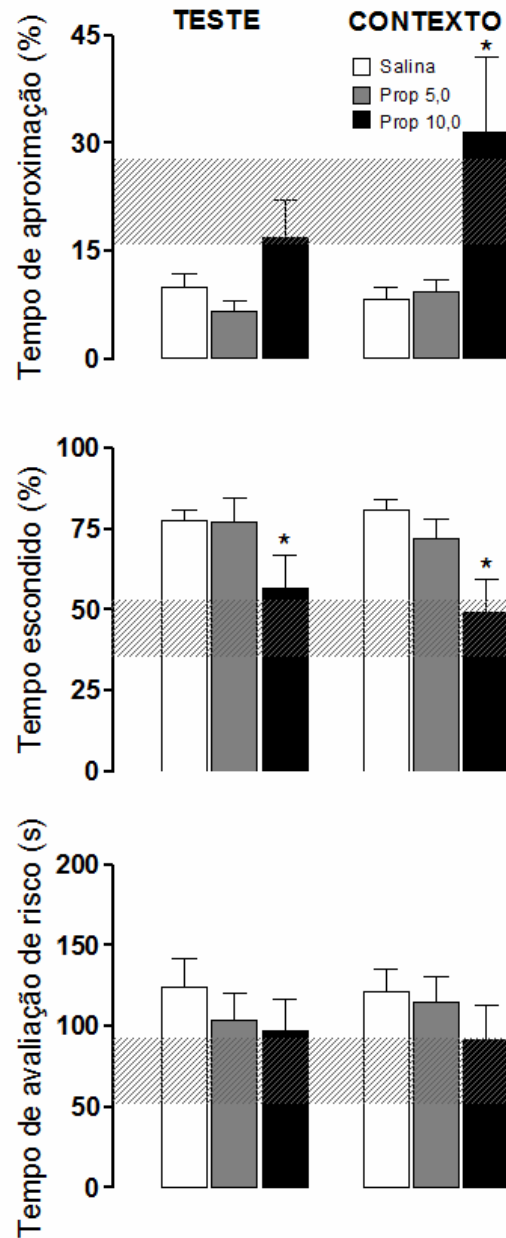 TESTE
CONTEXTO
Tempo de aproximação (%)
45
30
15
0
*
Salina
Prop 5,0
Prop 10,0
Tempo escondido (%)
100
75
50
25
0
*
*
Tempo de avaliação de risco (s)
200
150
100
50
0